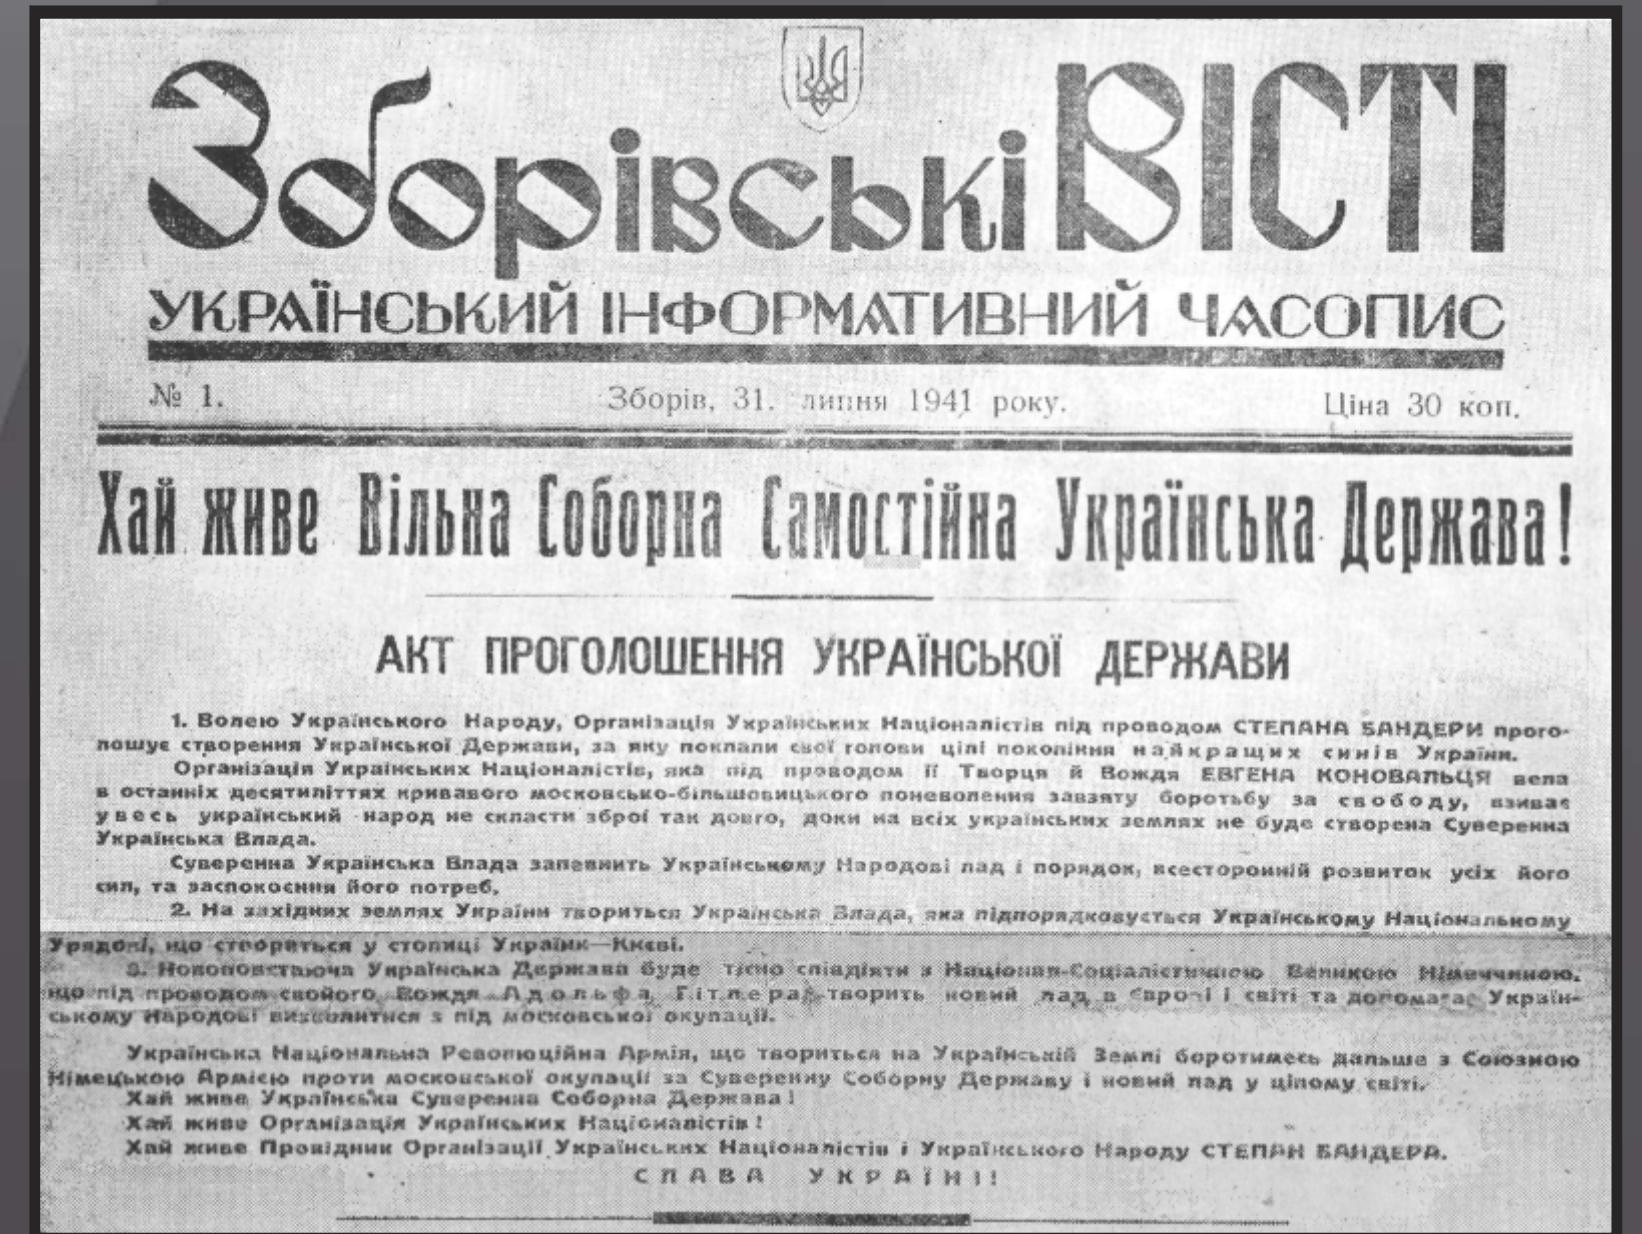 Зборівські ВІСТІ
УКРАЇНСЬКИЙ ІНФОРМАТИВНИЙ ЧАСОПИС
№ 1. Зборів, 31. липня 1941 року. Ціна 30 коп.
Хай живе Вільна Соборна Самостійна Українська Держава!
АКТ ПРОГОЛОШЕННЯ УКРАЇНСЬКОЇ ДЕРЖАВИ
1. Волею Українського Народу, Організація Українських Націоналістів під проводом СТЕПАНА БАНДЕРИ прого-
лошує створення Української Держави, за яку поклали свої голови цілі покоління найкращих синів України.
Організація Українських Націоналістів, яка під проводом її Творця й Вождя ЕВГЕНА КОНОВАЛЬЦЯ вела
в останніх десятиліттях кривавого московсько-більшовицького поневолення завзяту боротьбу за свободу, взиває
увесь український народ не скласти зброї так довго, доки на всіх українських землях не буде створена Суверенна
Українська Влада.
Суверенна Українська Влада запевнить Українському Народові лад і порядок, всесторонній розвиток усіх його
сил, та заспокоєння його потреб.
2. На західних землях України твориться Українська Влада, яка підпорядковується Українському Національному
Урядові, що створиться у столиці України—Києві.
3. Новоповстаюча Українська Держава буде тісно співдіяти з Націонал-Соціалістичною Великою Німеччиною,
що під проводом свойого Вождя Адольфа Гітлера творить новий лад в Європі і світі та допомагає Україн-
ському Народові визволитися з під московської окупації.
Українська Національна Революційна Армія, що твориться на Українській Землі боротимесь дальше з Союзною
Німецькою Армією проти московської окупації за Суверенну Соборну Державу і новий лад у цілому світі.
Хай живе Українська Суверенна Соборна Держава!
Хай живе Організація Українських Націоналістів!
Хай живе Провідник Організації Українських Націоналістів і Українського Народу СТЕПАН БАНДЕРА.
СЛАВА УКРАЇНІ!